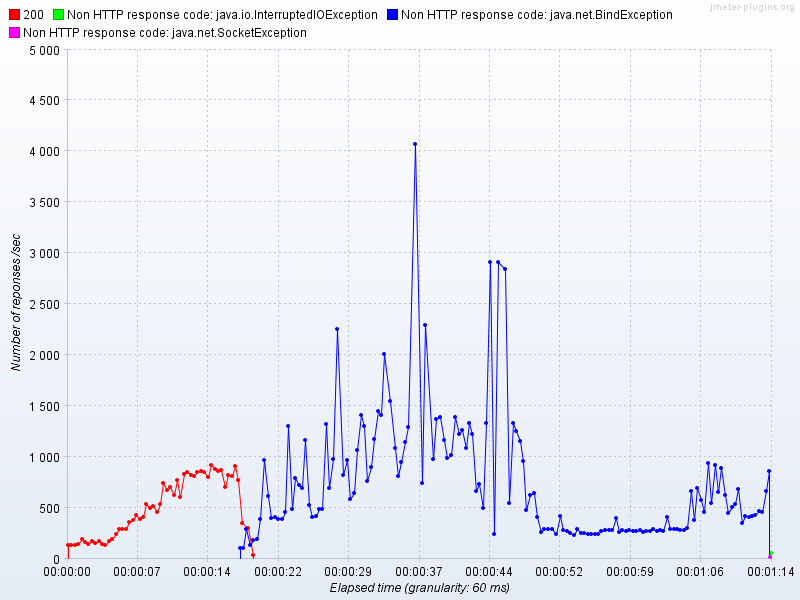 jmeter-plugins.org
200 Non HTTP response code: java.io.InterruptedIOException Non HTTP response code: java.net.BindException
Non HTTP response code: java.net.SocketException
5 000
4 500
4 000
3 500
3 000
2 500
2 000
1 500
1 000
500
0
Number of reponses /sec
00:00:00 00:00:07 00:00:14 00:00:22 00:00:29 00:00:37 00:00:44 00:00:52 00:00:59 00:01:06 00:01:14
Elapsed time (granularity: 60 ms)